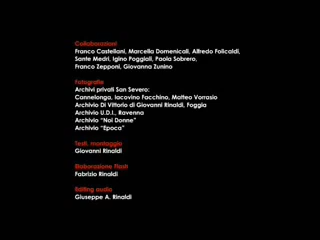 Collaborazioni
Franco Castellani, Marcella Domenicali, Alfredo Folicaldi,
Sante Medri, Igino Poggioli, Paola Sobrero,
Franco Zepponi, Giovanna Zunino
Fotografie
Archivi privati San Severo:
Cannelonga, Iacovino Facchino, Matteo Vorrasio
Archivio Di Vittorio di Giovanni Rinaldi, Foggia
Archivio U.D.I., Ravenna
Archivio "Noi Donne"
Archivio "Epoca"
Testi, montaggio
Giovanni Rinaldi
Elaborazione Flash
Fabrizio Rinaldi
Editing audio
Giuseppe A. Rinaldi